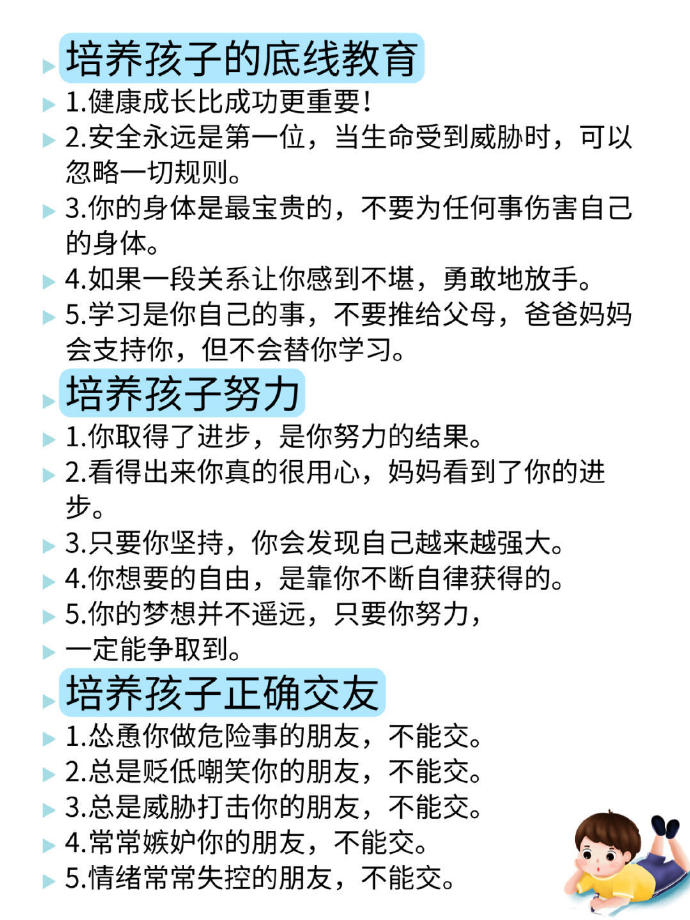 培养孩子的底线教育
1.健康成长比成功更重要！
2.安全永远是第一位，当生命受到威胁时，可以
忽略一切规则。
3.你的身体是最宝贵的，不要为任何事伤害自己
的身体。
4.如果一段关系让你感到不堪，勇敢地放手。
5.学习是你自己的事，不要推给父母，爸爸妈妈
会支持你，但不会替你学习。
培养孩子努力
1.你取得了进步，是你努力的结果。
2.看得出来你真的很用心，妈妈看到了你的进
步。
3.只要你坚持，你会发现自己越来越强大。
4.你想要的自由，是靠你不断自律获得的。
5.你的梦想并不遥远，只要你努力，
一定能争取到。
培养孩子正确交友
1.怂恿你做危险事的朋友，不能交。
2.总是贬低嘲笑你的朋友，不能交。
3.总是威胁打击你的朋友，不能交。
4.常常嫉妒你的朋友，不能交。
5.情绪常常失控的朋友，不能交。